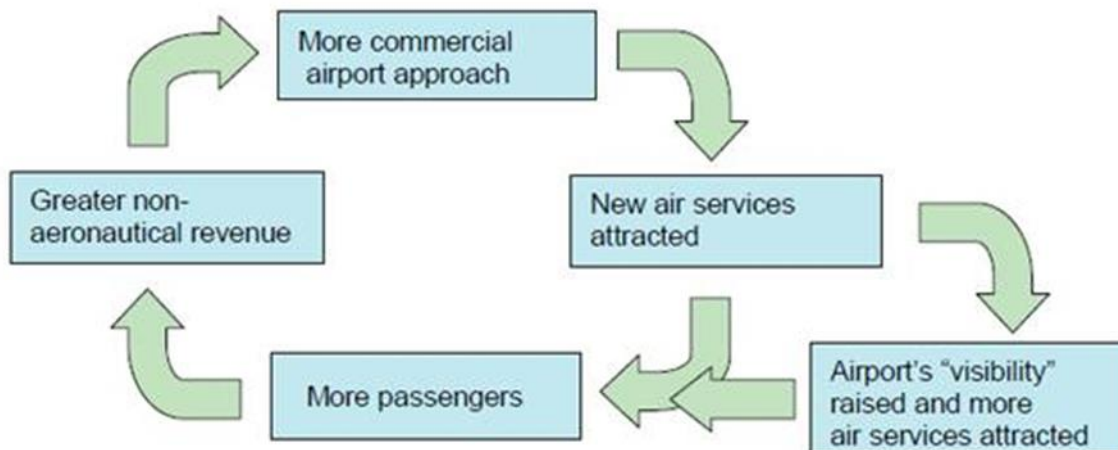 More commercial
airport approach
Greater non-
aeronautical revenue
New air services
attracted
More passengers
Airport's “visibility”
raised and more
air services attracted